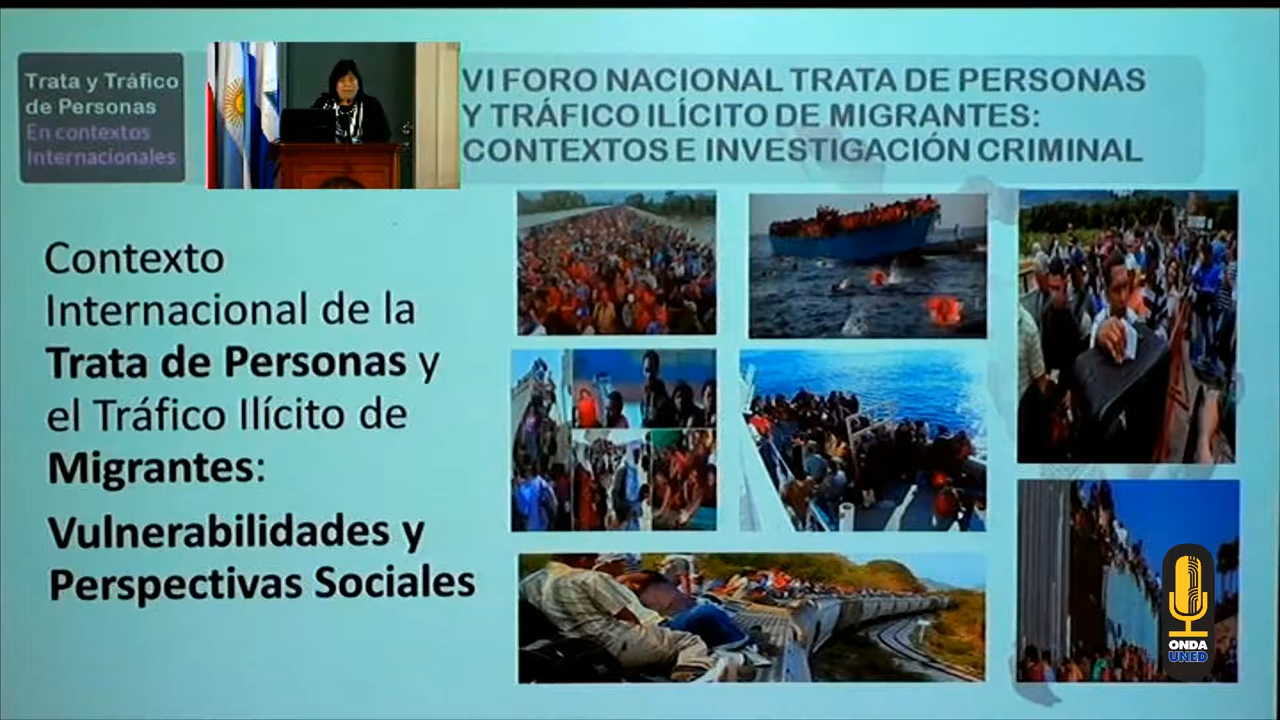 Trata y Tráfico
de Personas
En contextos
Internacionales
VI FORO NACIONAL TRATA DE PERSONAS
Y TRÁFICO ILÍCITO DE MIGRANTES:
CONTEXTOS E INVESTIGACIÓN CRIMINAL
Contexto
Internacional de la
Trata de Personas y
el Tráfico Ilícito de
Migrantes:
Vulnerabilidades y
Perspectivas Sociales
ONDA
UNED